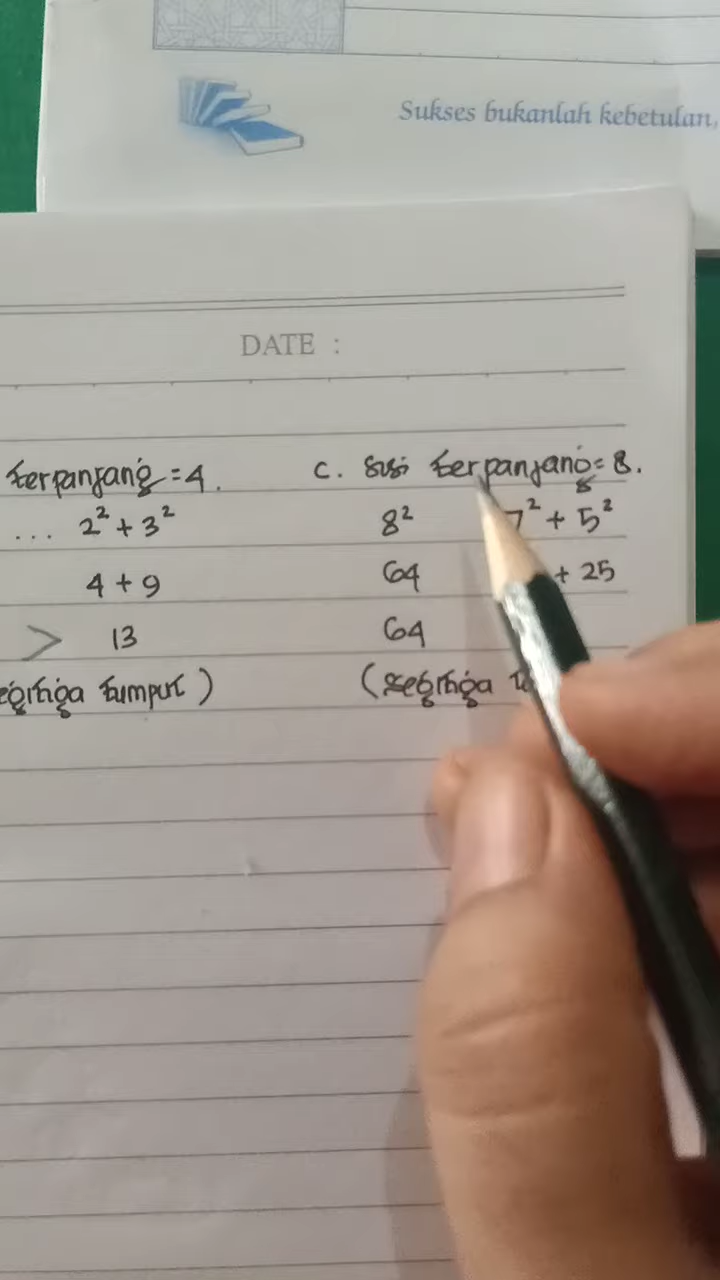 Sukses bukanlah kebetulan,
DATE :
terpanjang = 4.
... 2² + 3²
4 + 9
> 13
segitiga tumpul )
c. sisi terpanjang = 8.
8² 7² + 5²
64 + 25
64
(segitiga